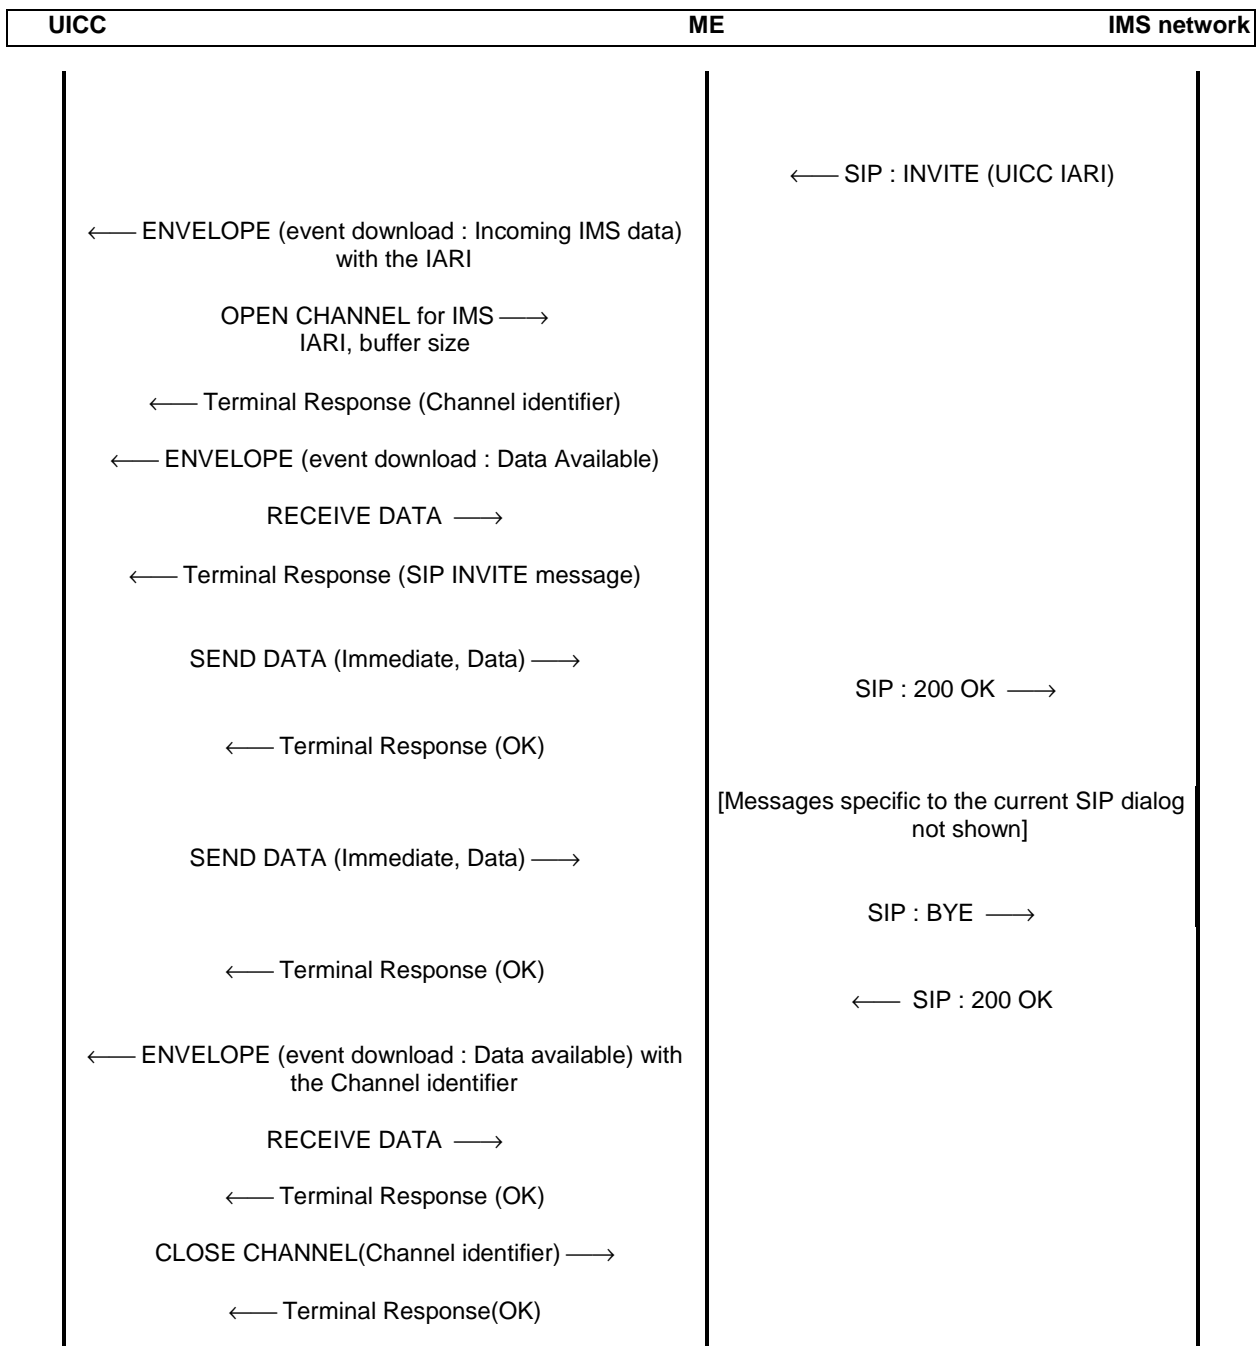 UICC ME IMS network
← SIP : INVITE (UICC IARI)
← ENVELOPE (event download : Incoming IMS data)
with the IARI
OPEN CHANNEL for IMS →
IARI, buffer size
← Terminal Response (Channel identifier)
← ENVELOPE (event download : Data Available)
RECEIVE DATA →
← Terminal Response (SIP INVITE message)
SEND DATA (Immediate, Data) →
SIP : 200 OK →
← Terminal Response (OK)
[Messages specific to the current SIP dialog
not shown]
SEND DATA (Immediate, Data) →
SIP : BYE →
← Terminal Response (OK)
← SIP : 200 OK
← ENVELOPE (event download : Data available) with
the Channel identifier
RECEIVE DATA →
← Terminal Response (OK)
CLOSE CHANNEL(Channel identifier) →
← Terminal Response(OK)